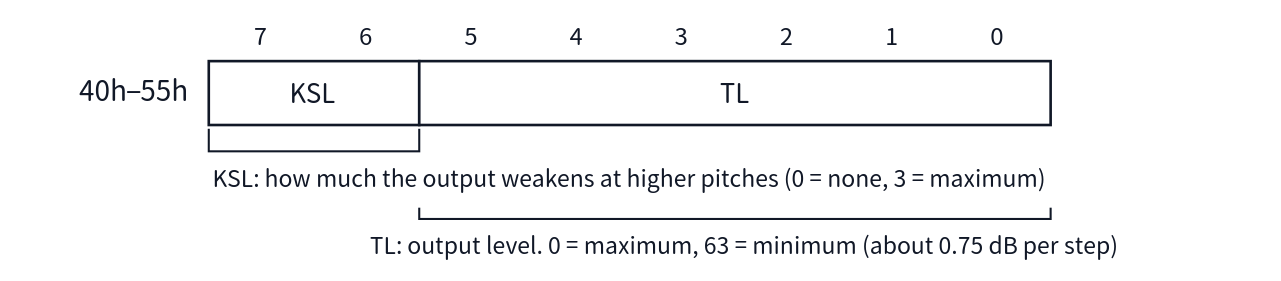 7 6 5 4 3 2 1 0
40h–55h KSL TL
KSL: how much the output weakens at higher pitches (0 = none, 3 = maximum)
TL: output level. 0 = maximum, 63 = minimum (about 0.75 dB per step)